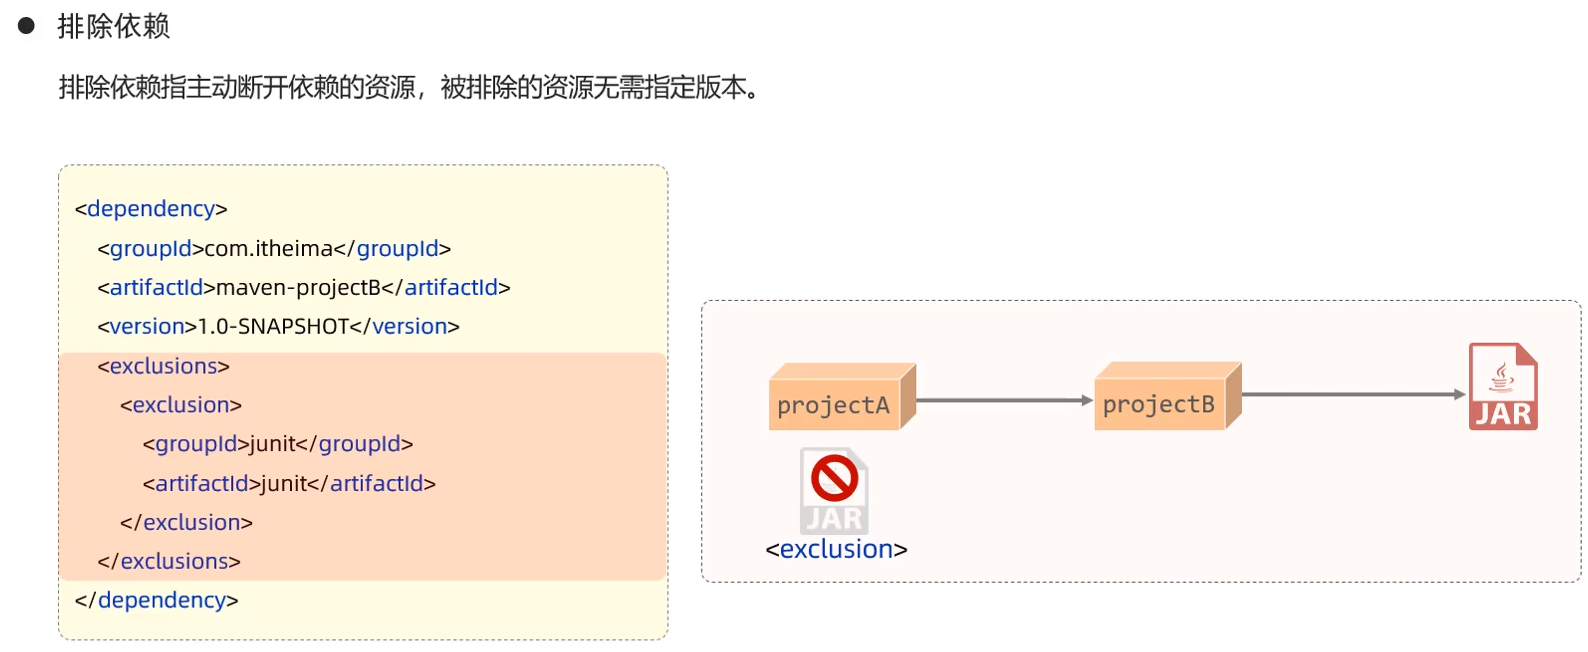 排除依赖
排除依赖指主动断开依赖的资源，被排除的资源无需指定版本。
<dependency>
<groupId>com.itheima</groupId>
<artifactId>maven-projectB</artifactId>
<version>1.0-SNAPSHOT</version>
<exclusions>
<exclusion>
<groupId>junit</groupId>
<artifactId>junit</artifactId>
</exclusion>
</exclusions>
</dependency>
projectA
projectB
JAR
JAR
<exclusion>